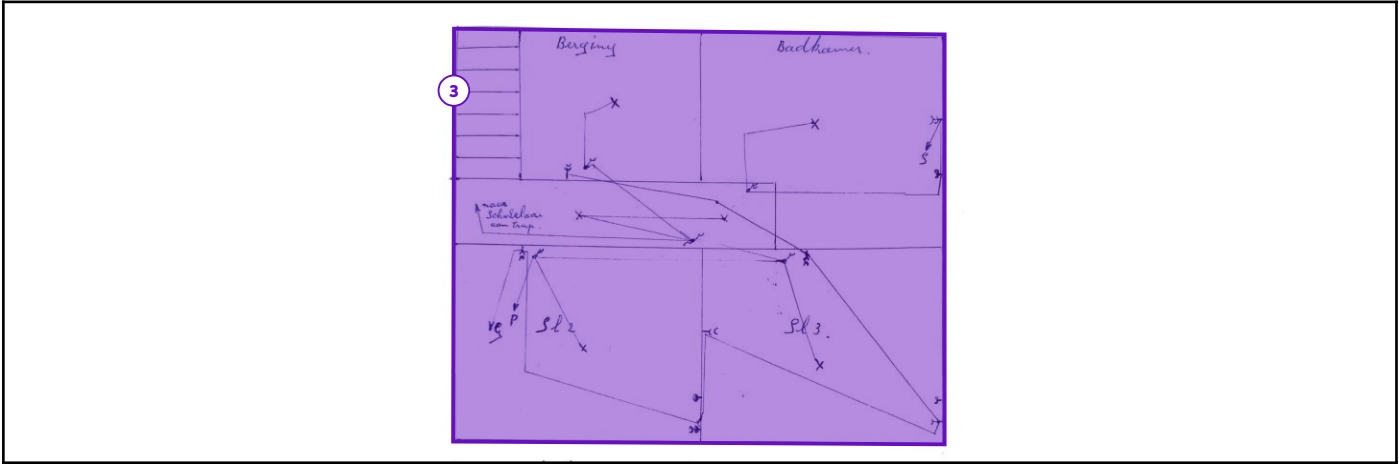 3
Berging
Badkamer.
S
naar
Schakelaar
aan Trap.
P
Sl 2
Sl 3.